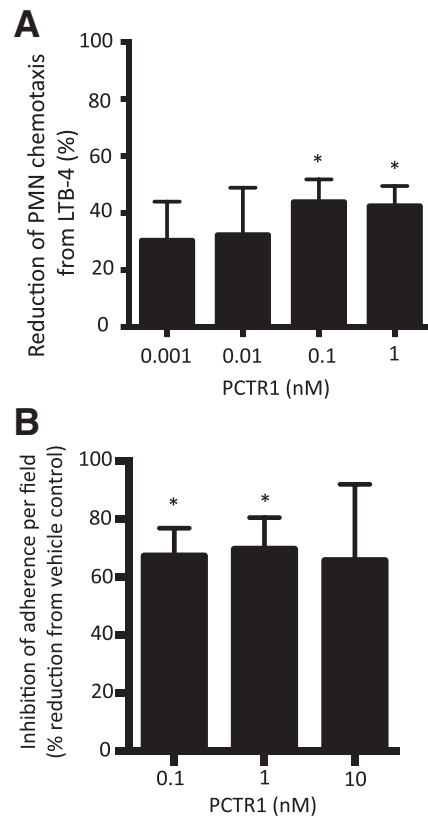 A
Reduction of PMN chemotaxis
from LTB-4 (%)
100
80
60
40
20
0
*
*
0.001
0.01
0.1
1
PCTR1 (nM)
B
Inhibition of adherence per field
(% reduction from vehicle control)
100
80
60
40
20
0
*
*
0.1
1
10
PCTR1 (nM)